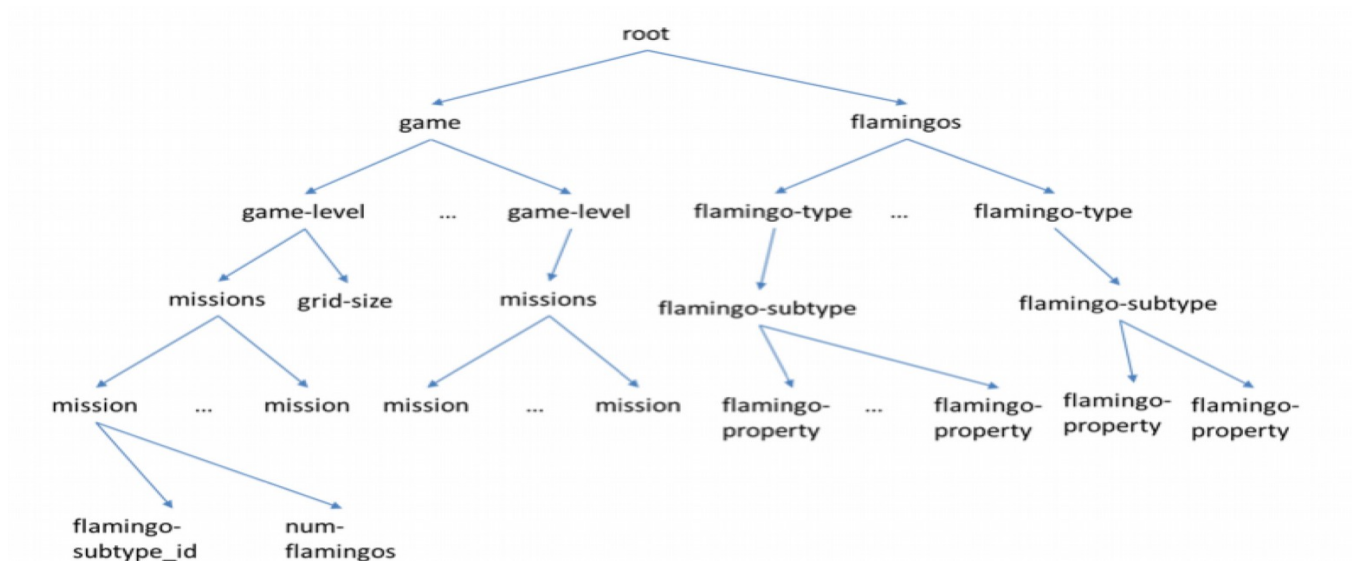 root
game flamingos
game-level ... game-level flamingo-type ... flamingo-type
missions grid-size missions flamingo-subtype flamingo-subtype
mission ... mission mission ... mission flamingo- ... flamingo- flamingo- flamingo-
property property property property
flamingo- num-
subtype_id flamingos